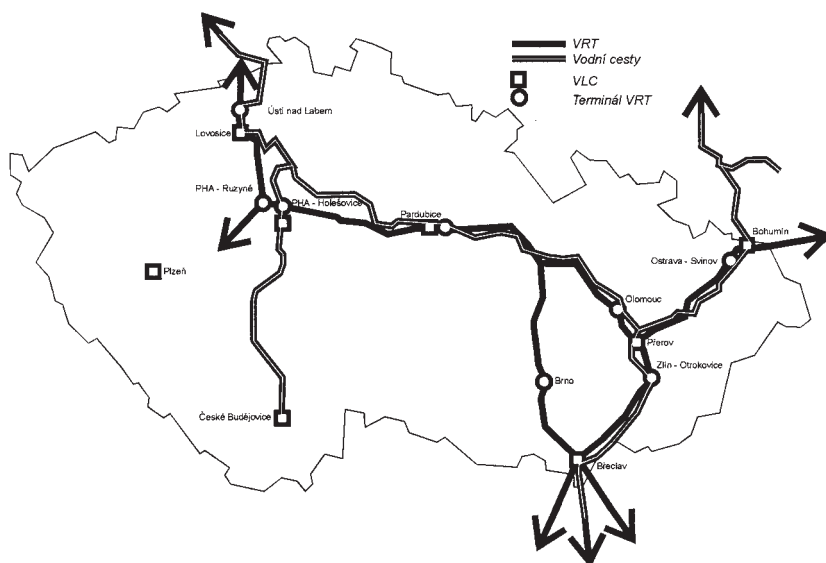 VRT
Vodní cesty
VLC
Terminál VRT
Ústí nad Labem
Lovosice
PHA - Ruzyně
PHA - Holešovice
Pardubice
Bohumín
Ostrava - Svinov
Plzeň
Olomouc
Přerov
Zlín - Otrokovice
Brno
České Budějovice
Břeclav